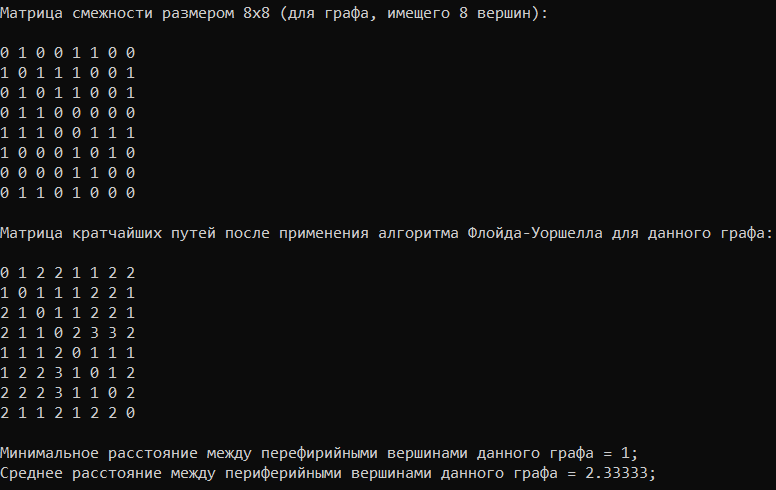 Матрица смежности размером 8x8 (для графа, имещего 8 вершин):
0 1 0 0 1 1 0 0
1 0 1 1 1 0 0 1
0 1 0 1 1 0 0 1
0 1 1 0 0 0 0 0
1 1 1 0 0 1 1 1
1 0 0 0 1 0 1 0
0 0 0 0 1 1 0 0
0 1 1 0 1 0 0 0
Матрица кратчайших путей после применения алгоритма Флойда-Уоршелла для данного графа:
0 1 2 2 1 1 2 2
1 0 1 1 1 2 2 1
2 1 0 1 1 2 2 1
2 1 1 0 2 3 3 2
1 1 1 2 0 1 1 1
1 2 2 3 1 0 1 2
2 2 2 3 1 1 0 2
2 1 1 2 1 2 2 0
Минимальное расстояние между перефирийными вершинами данного графа = 1;
Среднее расстояние между периферийными вершинами данного графа = 2.33333;